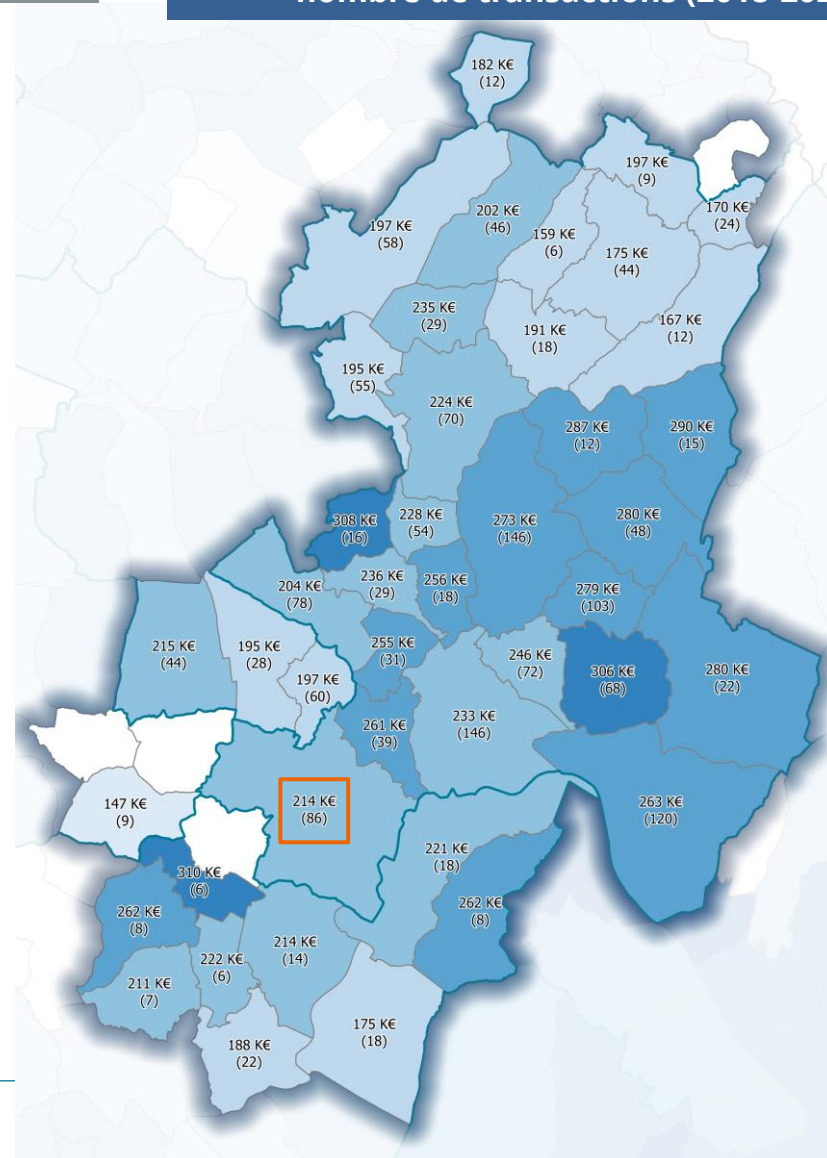 nombre de transactions
182 K€
(12)
197 K€
(9)
170 K€
(24)
202 K€
(46)
197 K€
(58)
159 K€
(6)
175 K€
(44)
235 K€
(29)
191 K€
(18)
167 K€
(12)
195 K€
(55)
224 K€
(70)
287 K€
(12)
290 K€
(15)
308 K€
(16)
228 K€
(54)
273 K€
(146)
280 K€
(48)
204 K€
(78)
236 K€
(29)
256 K€
(18)
279 K€
(103)
215 K€
(44)
195 K€
(28)
197 K€
(60)
255 K€
(31)
246 K€
(72)
306 K€
(68)
280 K€
(22)
261 K€
(39)
233 K€
(146)
147 K€
(9)
214 K€
(86)
263 K€
(120)
221 K€
(18)
310 K€
(6)
262 K€
(8)
262 K€
(8)
222 K€
(6)
214 K€
(14)
211 K€
(7)
188 K€
(22)
175 K€
(18)